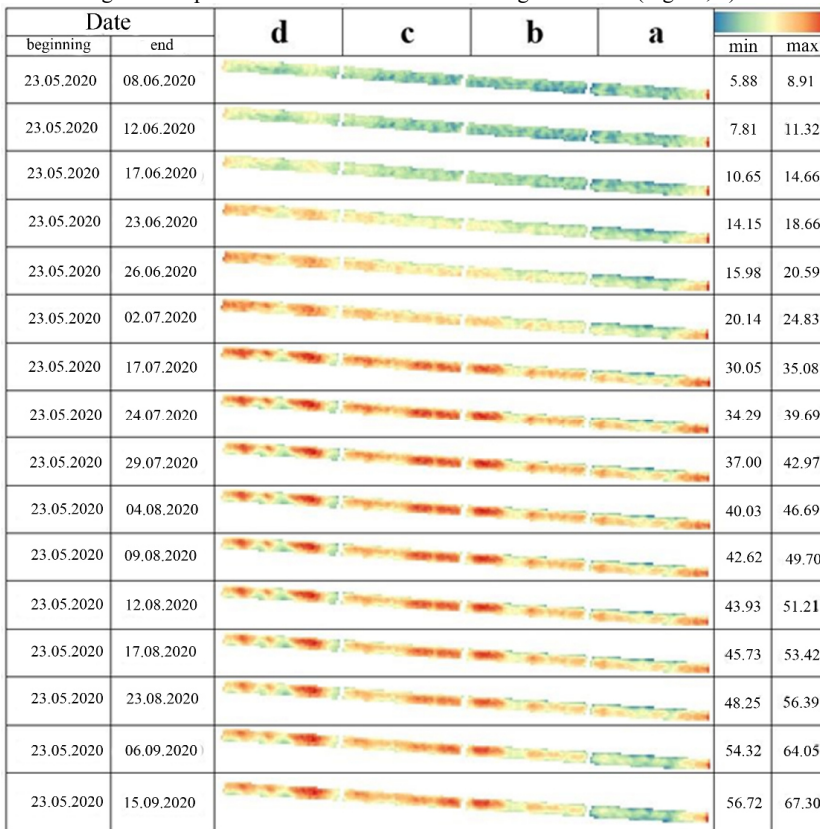 Date d c b a
beginning end min max
23.05.2020 08.06.2020 5.88 8.91
23.05.2020 12.06.2020 7.81 11.32
23.05.2020 17.06.2020 10.65 14.66
23.05.2020 23.06.2020 14.15 18.66
23.05.2020 26.06.2020 15.98 20.59
23.05.2020 02.07.2020 20.14 24.83
23.05.2020 17.07.2020 30.05 35.08
23.05.2020 24.07.2020 34.29 39.69
23.05.2020 29.07.2020 37.00 42.97
23.05.2020 04.08.2020 40.03 46.69
23.05.2020 09.08.2020 42.62 49.70
23.05.2020 12.08.2020 43.93 51.21
23.05.2020 17.08.2020 45.73 53.42
23.05.2020 23.08.2020 48.25 56.39
23.05.2020 06.09.2020 54.32 64.05
23.05.2020 15.09.2020 56.72 67.30